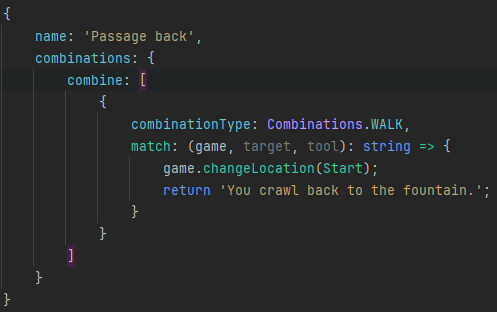 {
    name: 'Passage back',
    combinations: {
        combine: [
            {
                combinationType: Combinations.WALK,
                match: (game, target, tool): string => {
                    game.changeLocation(Start);
                    return 'You crawl back to the fountain.';
                }
            }
        ]
    }
}